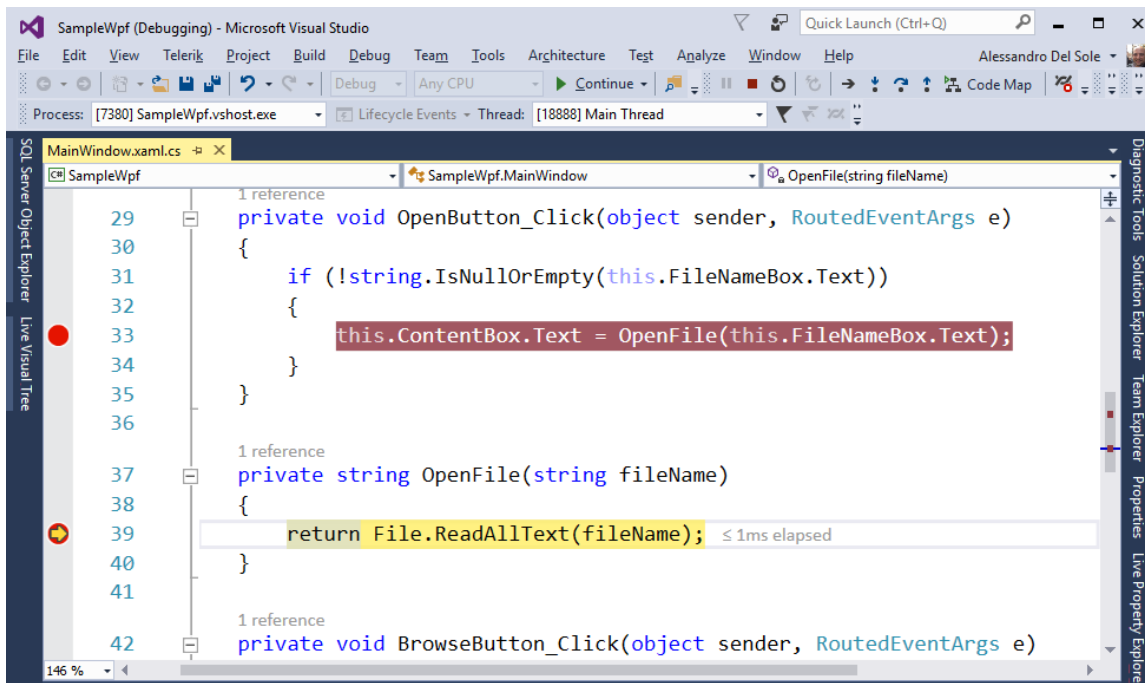 SampleWpf (Debugging) - Microsoft Visual Studio
Quick Launch (Ctrl+Q)
File Edit View Telerik Project Build Debug Team Tools Architecture Test Analyze Window Help Alessandro Del Sole
Debug Any CPU Continue Code Map
Process: [7380] SampleWpf.vshost.exe Lifecycle Events Thread: [18888] Main Thread
SQL Server Object Explorer
Live Visual Tree
MainWindow.xaml.cs
C# SampleWpf SampleWpf.MainWindow OpenFile(string fileName)
1 reference
29 private void OpenButton_Click(object sender, RoutedEventArgs e)
30 {
31 if (!string.IsNullOrEmpty(this.FileNameBox.Text))
32 {
33 this.ContentBox.Text = OpenFile(this.FileNameBox.Text);
34 }
35 }
36
1 reference
37 private string OpenFile(string fileName)
38 {
39 return File.ReadAllText(fileName); ≤ 1ms elapsed
40 }
41
1 reference
42 private void BrowseButton_Click(object sender, RoutedEventArgs e)
146 %
Diagnostic Tools
Solution Explorer
Team Explorer
Properties
Live Property Explore